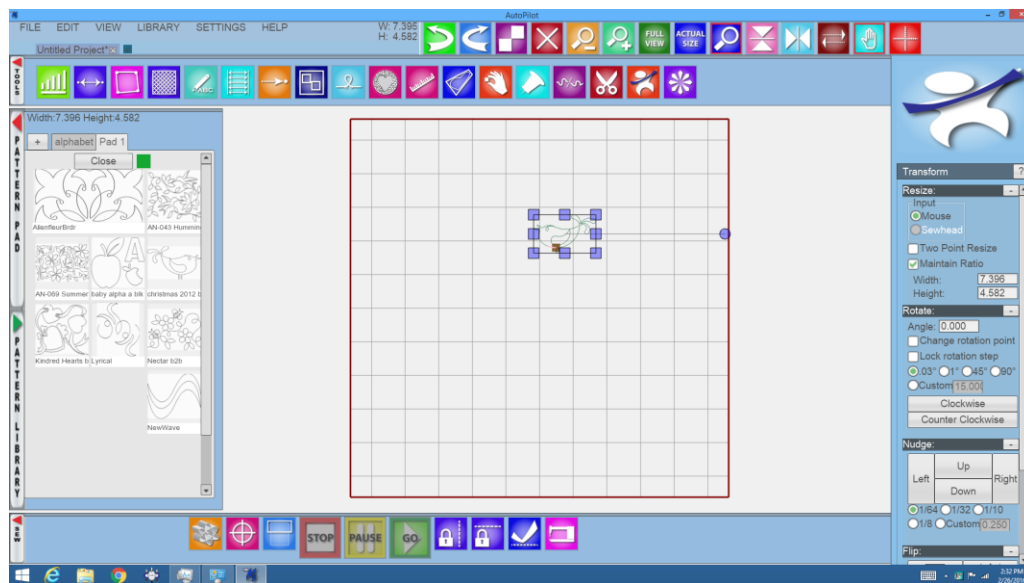 AutoPilot
FILE EDIT VIEW LIBRARY SETTINGS HELP
W: 7.395
H: 4.582
FULL VIEW
ACTUAL SIZE
Untitled Project*
TOOLS
ABC
Width:7.396 Height:4.582
+ alphabet Pad 1
Close
PATTERN PAD
AlienfleurBrdr
AN-043 Hummin
AN-069 Summer
baby alpha a blk
christmas 2012 b
Kindred Hearts b
Lyrical
Nectar b2b
NewWave
PATTERN LIBRARY
Transform ?
Resize: -
Input
Mouse
Sewhead
Two Point Resize
Maintain Ratio
Width: 7.396
Height: 4.582
Rotate: -
Angle: 0.000
Change rotation point
Lock rotation step
.03° 1° 45° 90°
Custom 15.000
Clockwise
Counter Clockwise
Nudge: -
Up
Left Right
Down
1/64 1/32 1/10
1/8 Custom 0.250
Flip: -
SEW
STOP
PAUSE
GO
2:32 PM